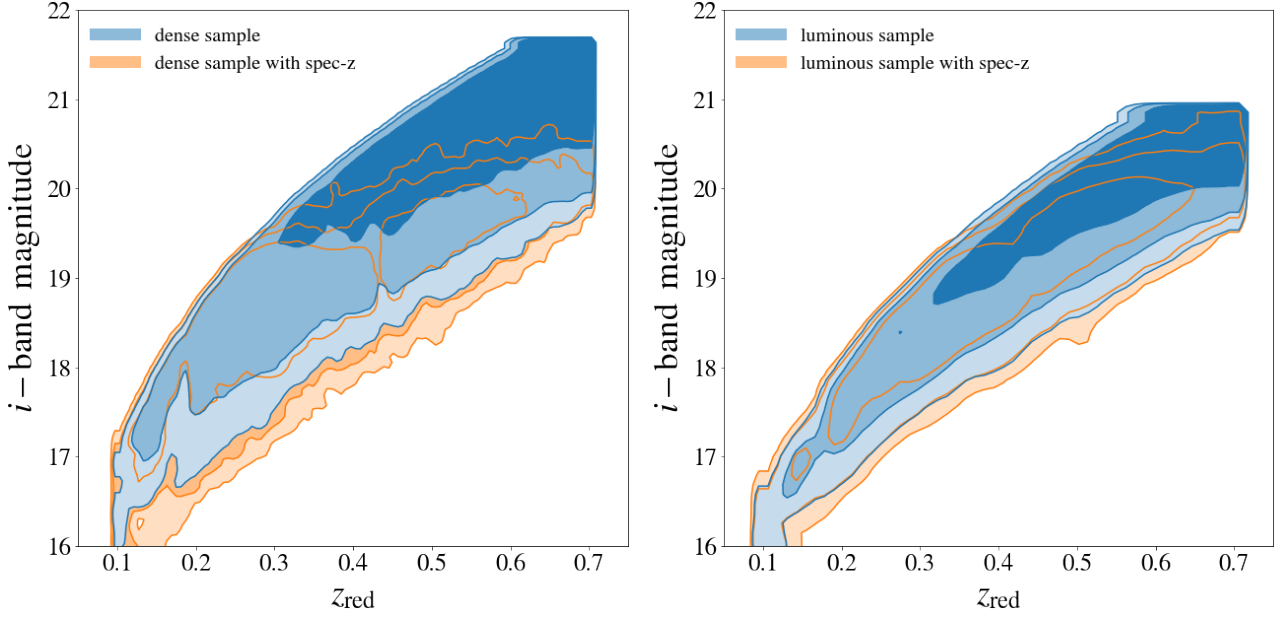 22
21
20
19
18
17
16
i − band magnitude
dense sample
dense sample with spec-z
0.1 0.2 0.3 0.4 0.5 0.6 0.7
z_red
22
21
20
19
18
17
16
i − band magnitude
luminous sample
luminous sample with spec-z
0.1 0.2 0.3 0.4 0.5 0.6 0.7
z_red